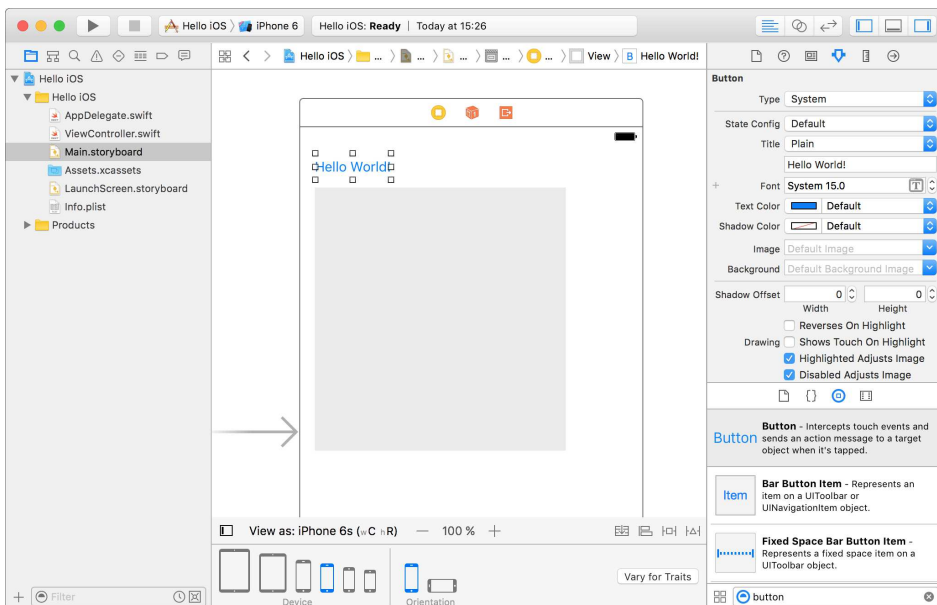 Hello iOS 〉 iPhone 6
Hello iOS: Ready | Today at 15:26
Hello iOS 〉 ... 〉 ... 〉 ... 〉 ... 〉 ... 〉 View 〉 B Hello World!
Hello iOS
Hello iOS
AppDelegate.swift
ViewController.swift
Main.storyboard
Assets.xcassets
LaunchScreen.storyboard
Info.plist
Products
Filter
Hello World!
View as: iPhone 6s (wC hR) — 100 % +
Device
Orientation
Vary for Traits
Button
Type System
State Config Default
Title Plain
Hello World!
+ Font System 15.0 T
Text Color Default
Shadow Color Default
Image Default Image
Background Default Background Image
Shadow Offset 0 0
Width Height
Reverses On Highlight
Drawing Shows Touch On Highlight
Highlighted Adjusts Image
Disabled Adjusts Image
{}
Button
Button - Intercepts touch events and
sends an action message to a target
object when it's tapped.
Item
Bar Button Item - Represents an
item on a UIToolbar or
UINavigationItem object.
Fixed Space Bar Button Item -
Represents a fixed space item on a
UIToolbar object.
button